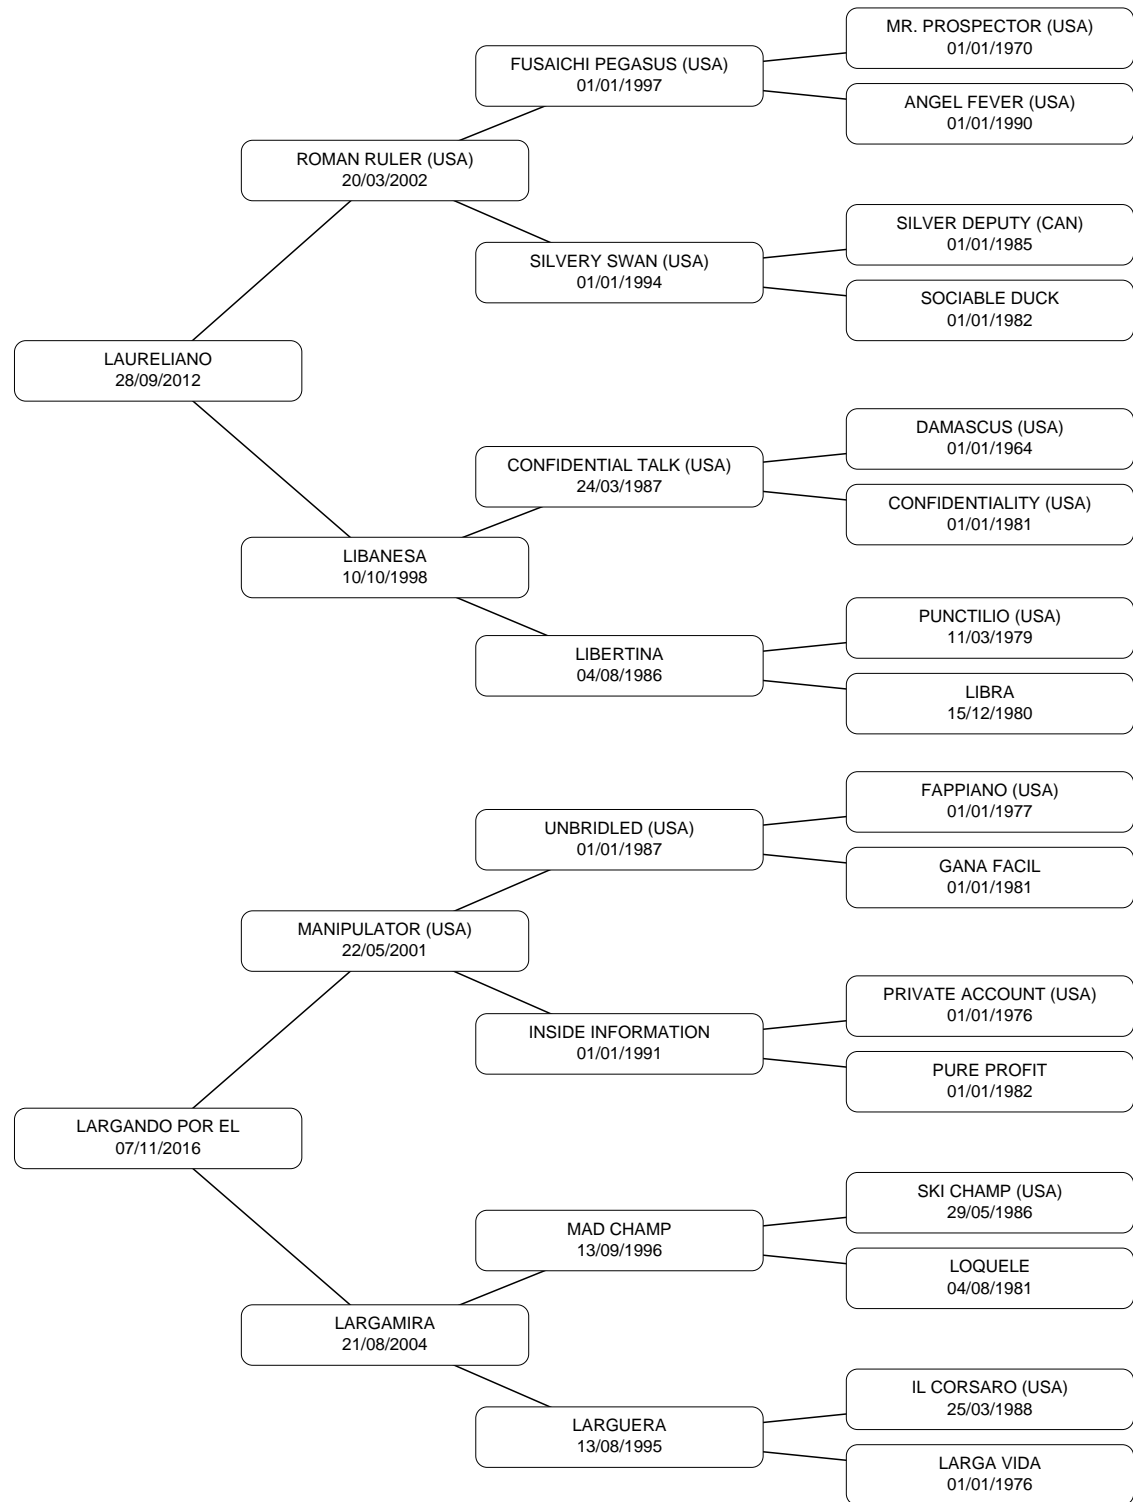 MR. PROSPECTOR (USA)
01/01/1970
FUSAICHI PEGASUS (USA)
01/01/1997
ANGEL FEVER (USA)
01/01/1990
ROMAN RULER (USA)
20/03/2002
SILVER DEPUTY (CAN)
01/01/1985
SILVERY SWAN (USA)
01/01/1994
SOCIABLE DUCK
01/01/1982
LAURELIANO
28/09/2012
DAMASCUS (USA)
01/01/1964
CONFIDENTIAL TALK (USA)
24/03/1987
CONFIDENTIALITY (USA)
01/01/1981
LIBANESA
10/10/1998
PUNCTILIO (USA)
11/03/1979
LIBERTINA
04/08/1986
LIBRA
15/12/1980
FAPPIANO (USA)
01/01/1977
UNBRIDLED (USA)
01/01/1987
GANA FACIL
01/01/1981
MANIPULATOR (USA)
22/05/2001
PRIVATE ACCOUNT (USA)
01/01/1976
INSIDE INFORMATION
01/01/1991
PURE PROFIT
01/01/1982
LARGANDO POR EL
07/11/2016
SKI CHAMP (USA)
29/05/1986
MAD CHAMP
13/09/1996
LOQUELE
04/08/1981
LARGAMIRA
21/08/2004
IL CORSARO (USA)
25/03/1988
LARGUERA
13/08/1995
LARGA VIDA
01/01/1976